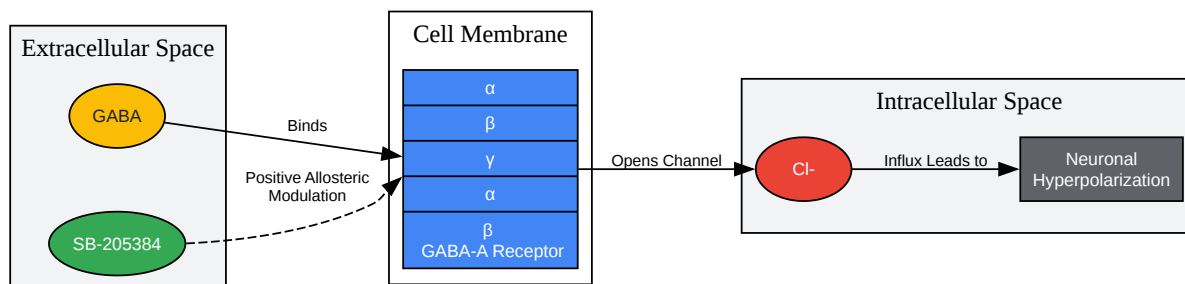 Extracellular Space
GABA
SB-205384
Binds
Positive Allosteric
Modulation
Cell Membrane
α
β
γ
α
β
GABA-A Receptor
Opens Channel
Intracellular Space
Cl-
Influx Leads to
Neuronal
Hyperpolarization